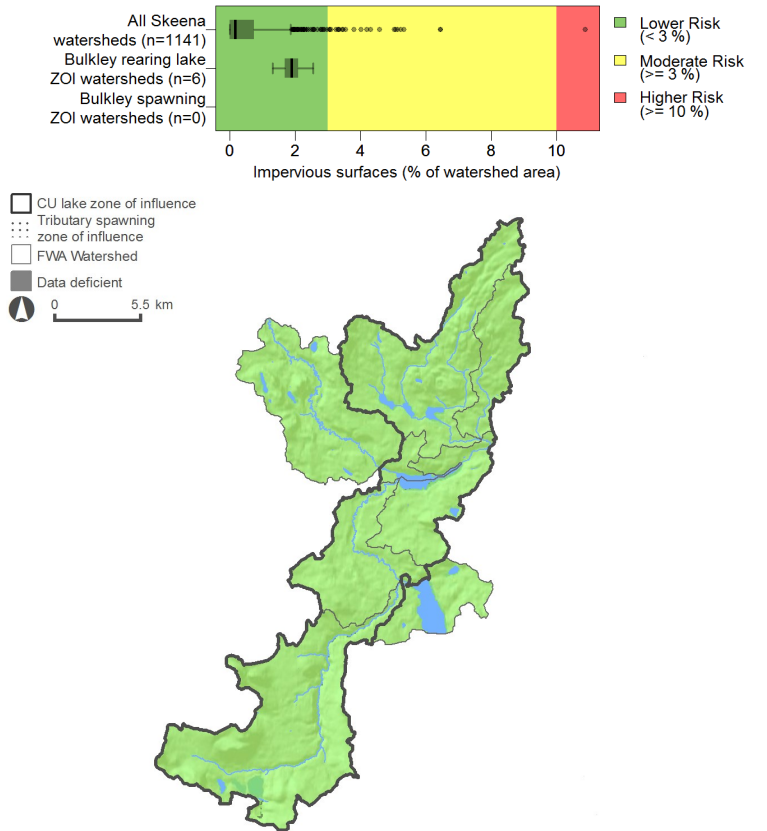 All Skeena
watersheds (n=1141)
Bulkley rearing lake
ZOI watersheds (n=6)
Bulkley spawning
ZOI watersheds (n=0)
0 2 4 6 8 10
Impervious surfaces (% of watershed area)
Lower Risk
(< 3 %)
Moderate Risk
(>= 3 %)
Higher Risk
(>= 10 %)
CU lake zone of influence
Tributary spawning
zone of influence
FWA Watershed
Data deficient
0 5.5 km